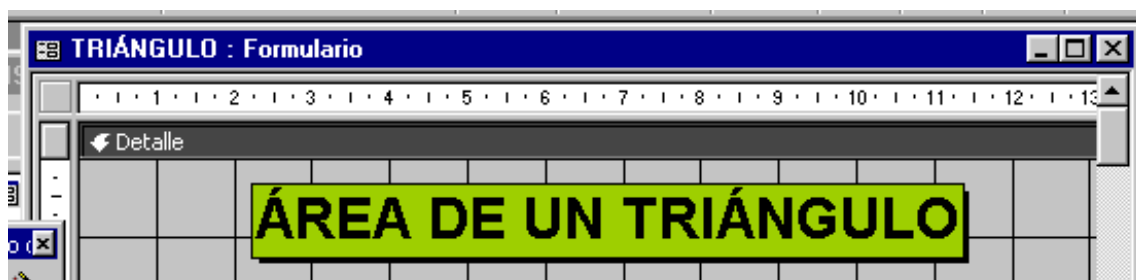 TRIÁNGULO : Formulario
1 2 3 4 5 6 7 8 9 10 11 12 13
Detalle
ÁREA DE UN TRIÁNGULO